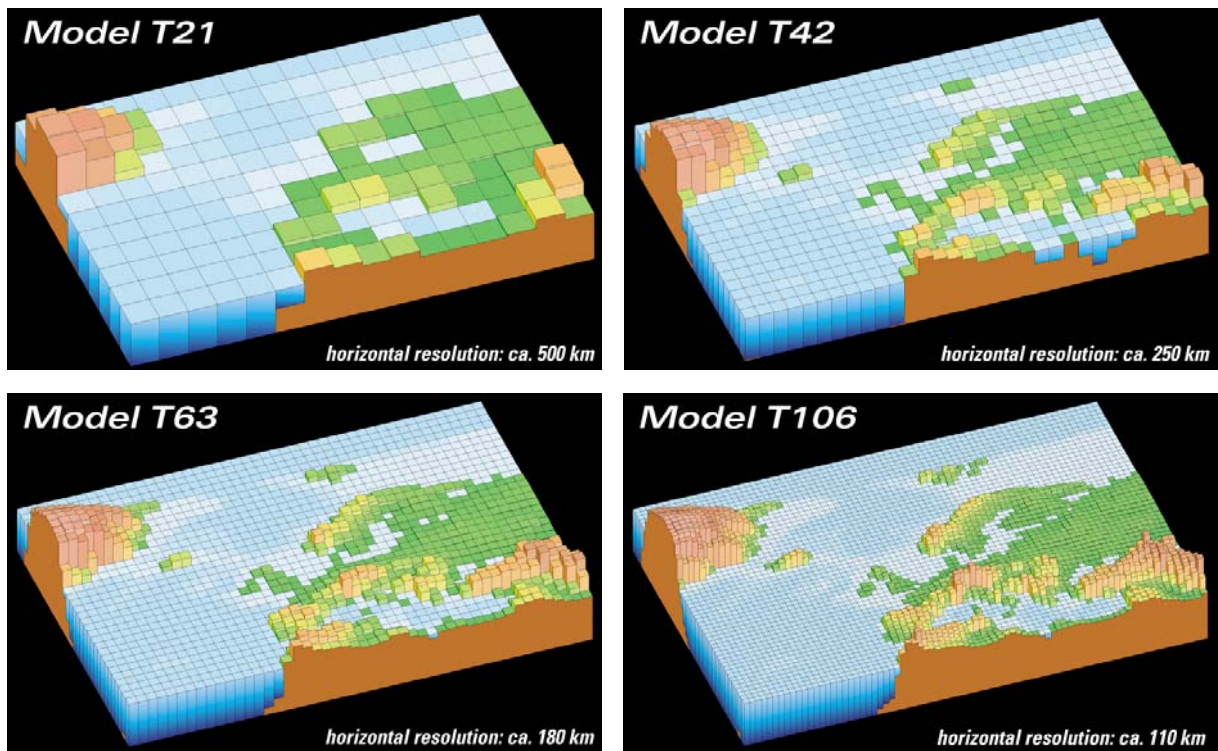 Model T21
horizontal resolution: ca. 500 km
Model T42
horizontal resolution: ca. 250 km
Model T63
horizontal resolution: ca. 180 km
Model T106
horizontal resolution: ca. 110 km